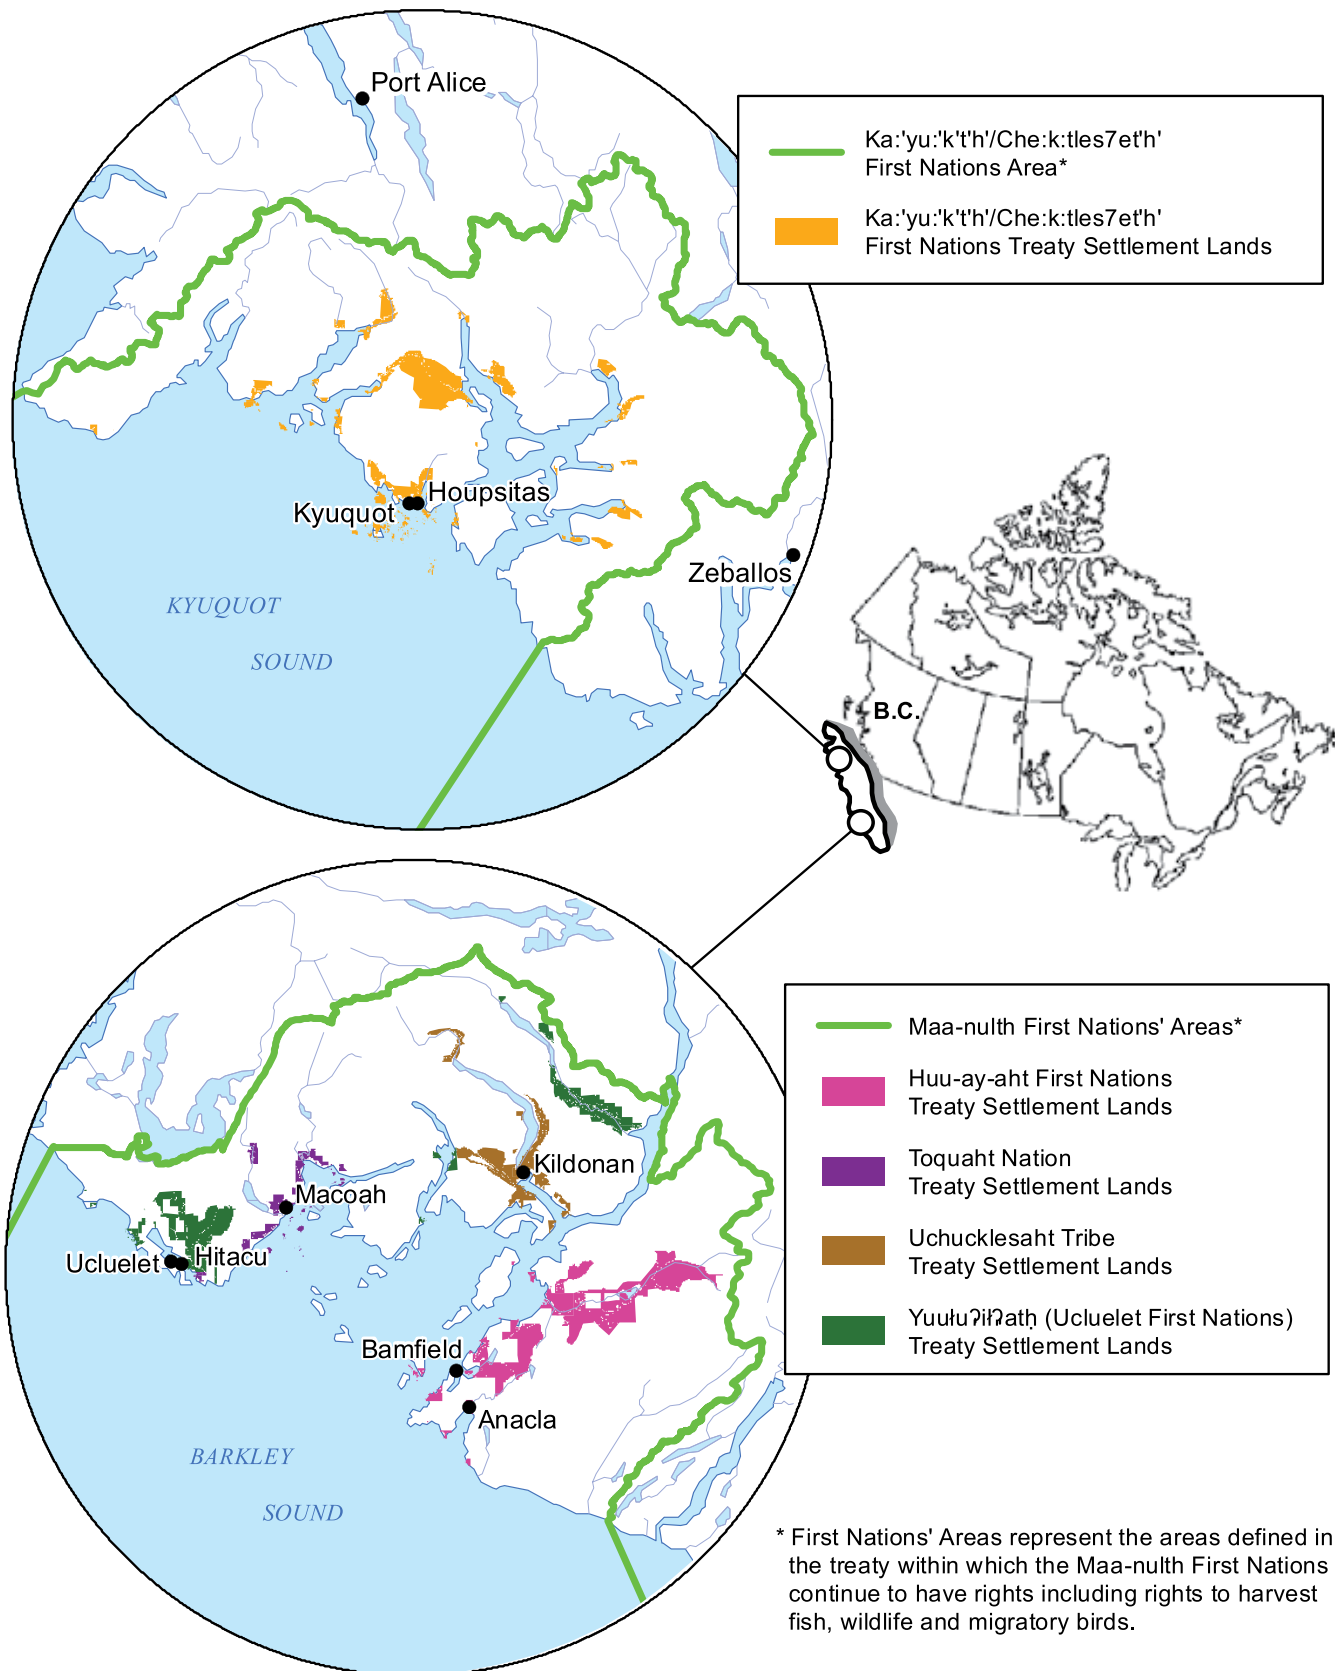 Port Alice
Ka:'yu:'k't'h'/Che:k:tles7et'h'
First Nations Area*
Ka:'yu:'k't'h'/Che:k:tles7et'h'
First Nations Treaty Settlement Lands
Houpsitas
Kyuquot
Zeballos
KYUQUOT
SOUND
B.C.
Maa-nulth First Nations' Areas*
Huu-ay-aht First Nations
Treaty Settlement Lands
Toquaht Nation
Treaty Settlement Lands
Uchucklesaht Tribe
Treaty Settlement Lands
Yuułuʔiłʔatḥ (Ucluelet First Nations)
Treaty Settlement Lands
Kildonan
Macoah
Ucluelet
Hitacu
Bamfield
Anacla
BARKLEY
SOUND
* First Nations' Areas represent the areas defined in
the treaty within which the Maa-nulth First Nations
continue to have rights including rights to harvest
fish, wildlife and migratory birds.